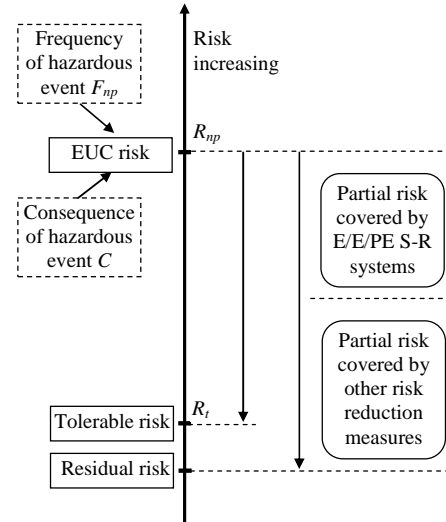 Frequency
of hazardous
event F_np
Risk
increasing
R_np
EUC risk
Consequence
of hazardous
event C
Partial risk
covered by
E/E/PE S-R
systems
Partial risk
covered by
other risk
reduction
measures
R_t
Tolerable risk
Residual risk